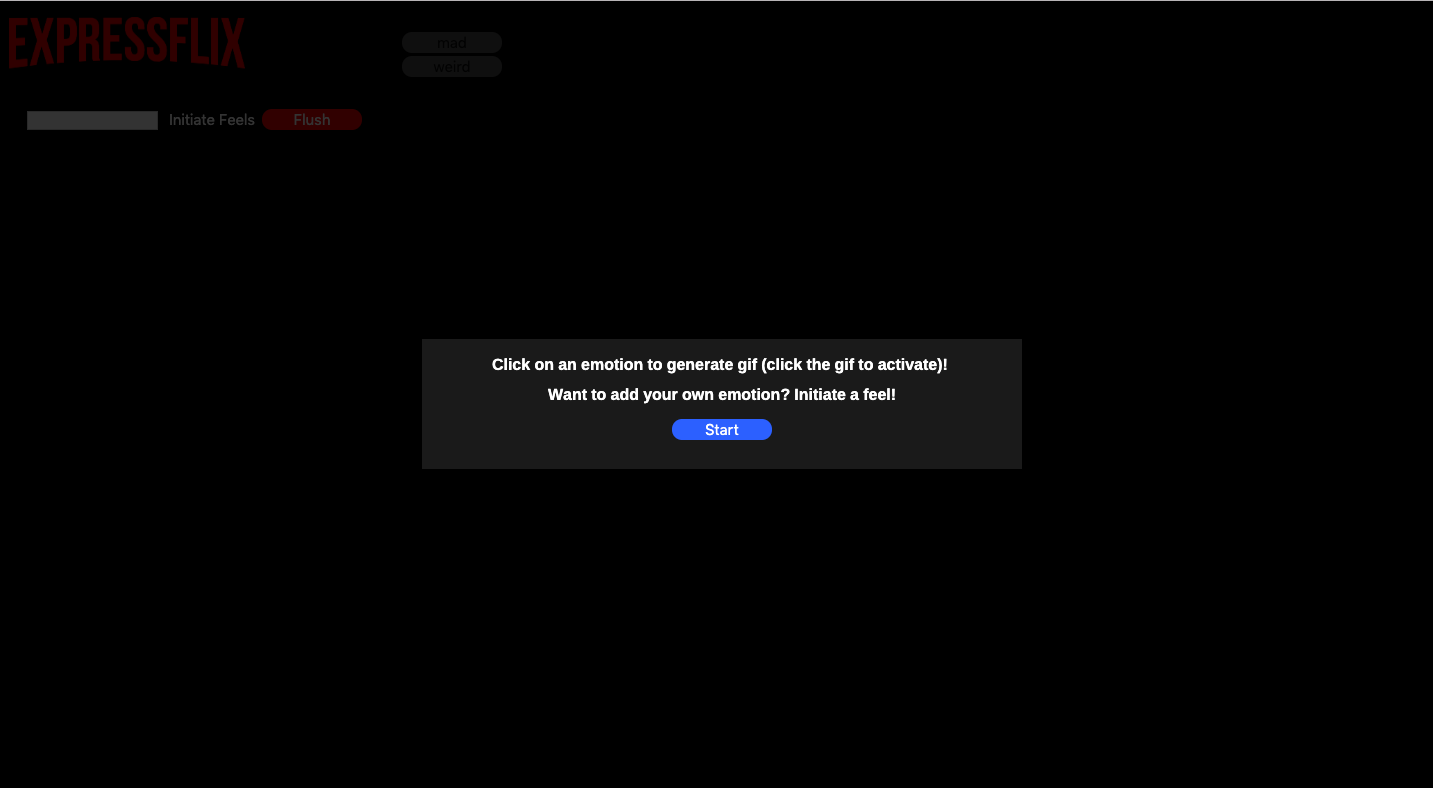 EXPRESSFLIX
mad
weird
Initiate Feels Flush
Click on an emotion to generate gif (click the gif to activate)!
Want to add your own emotion? Initiate a feel!
Start